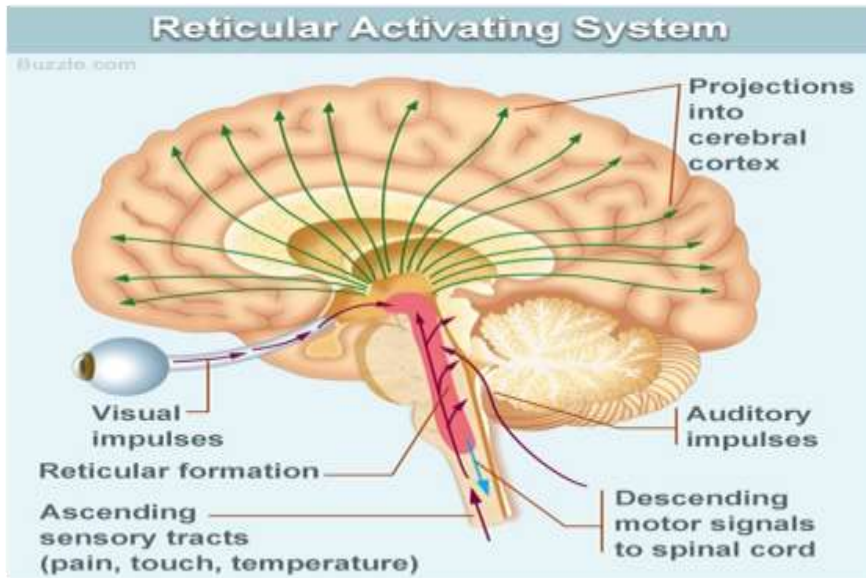 Reticular Activating System
Buzzle.com
Projections
into
cerebral
cortex
Visual
impulses
Auditory
impulses
Reticular formation
Ascending
sensory tracts
(pain, touch, temperature)
Descending
motor signals
to spinal cord